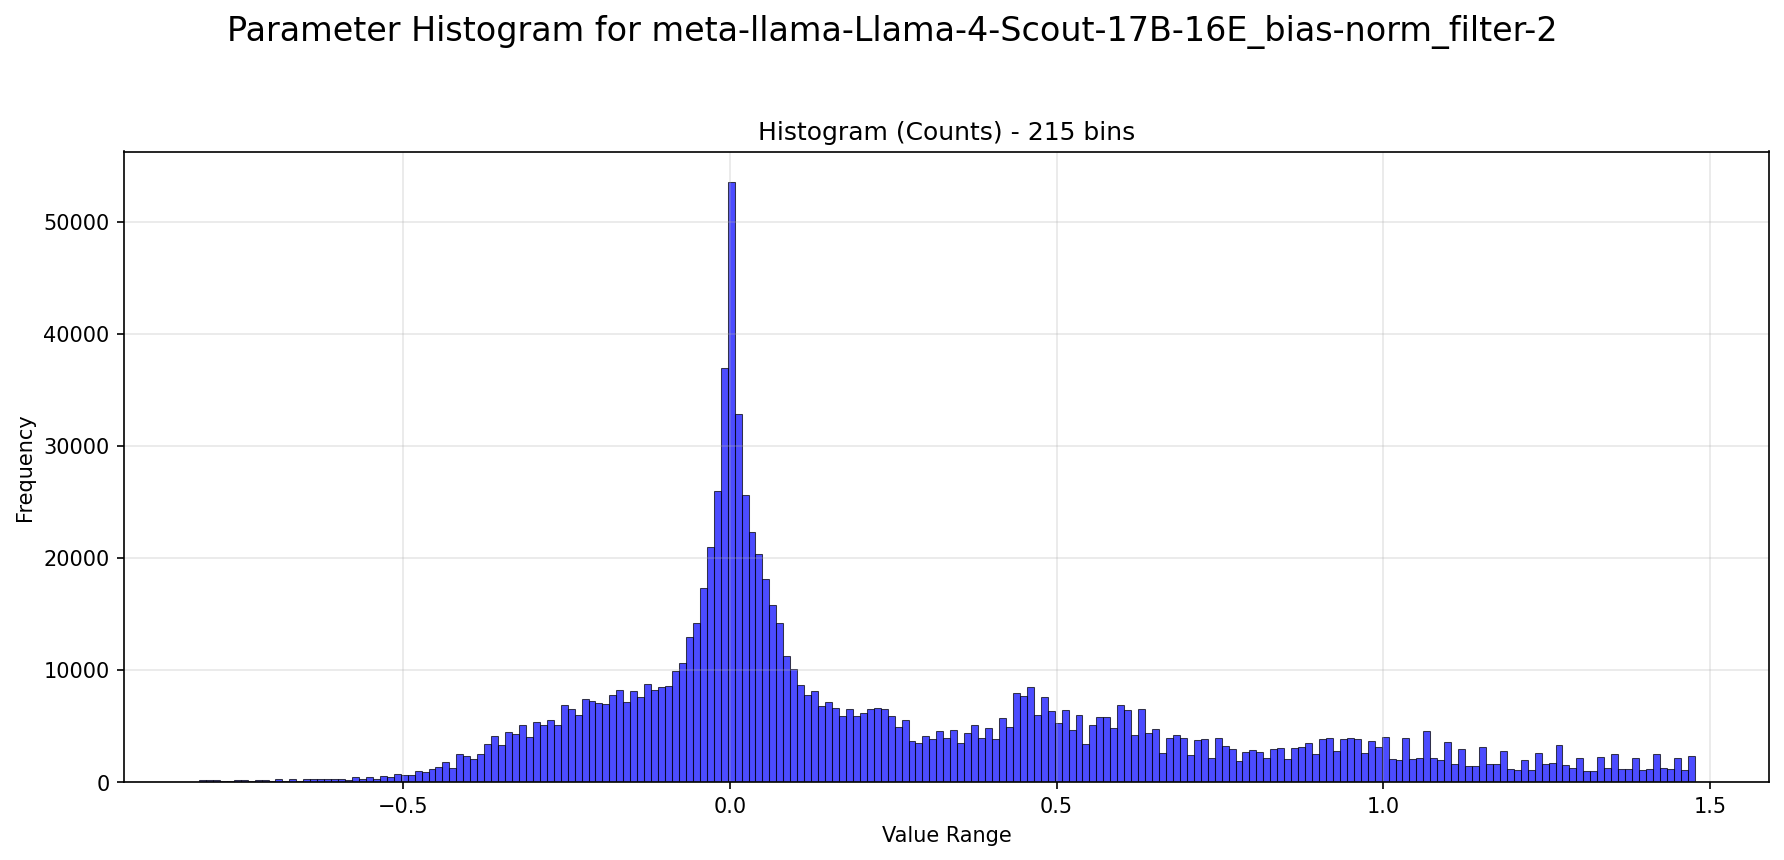 Parameter Histogram for meta-llama-Llama-4-Scout-17B-16E_bias-norm_filter-2
Histogram (Counts) - 215 bins
Frequency
50000
40000
30000
20000
10000
0
−0.5
0.0
0.5
1.0
1.5
Value Range